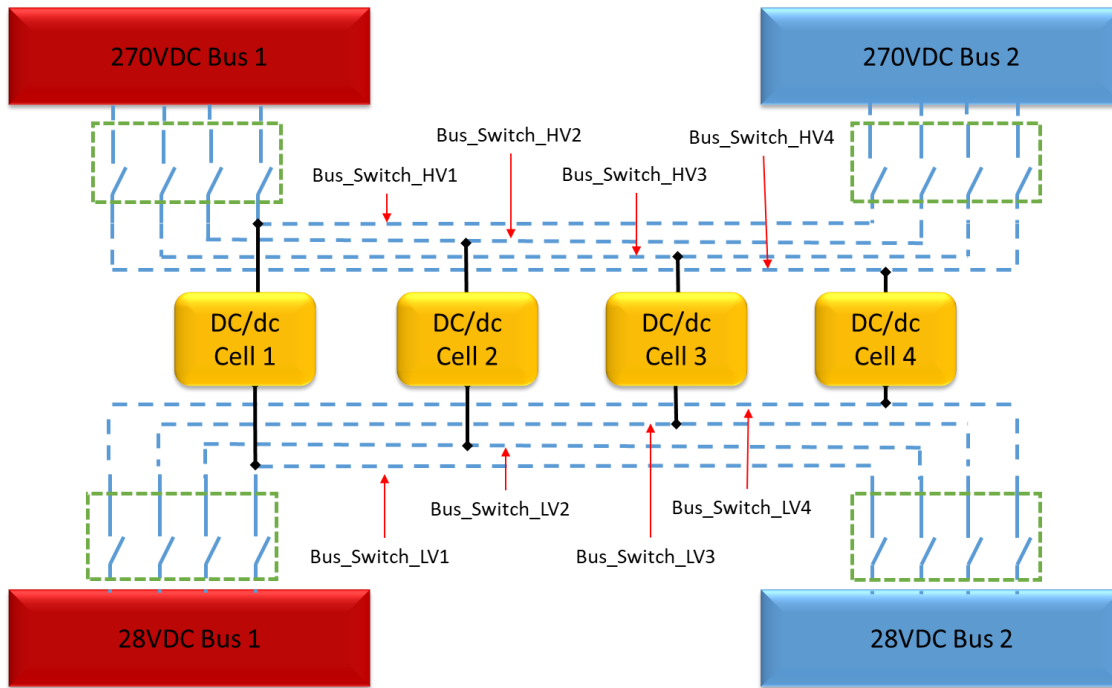 270VDC Bus 1
270VDC Bus 2
Bus_Switch_HV2
Bus_Switch_HV4
Bus_Switch_HV1
Bus_Switch_HV3
DC/dc
Cell 1
DC/dc
Cell 2
DC/dc
Cell 3
DC/dc
Cell 4
Bus_Switch_LV2
Bus_Switch_LV4
Bus_Switch_LV1
Bus_Switch_LV3
28VDC Bus 1
28VDC Bus 2